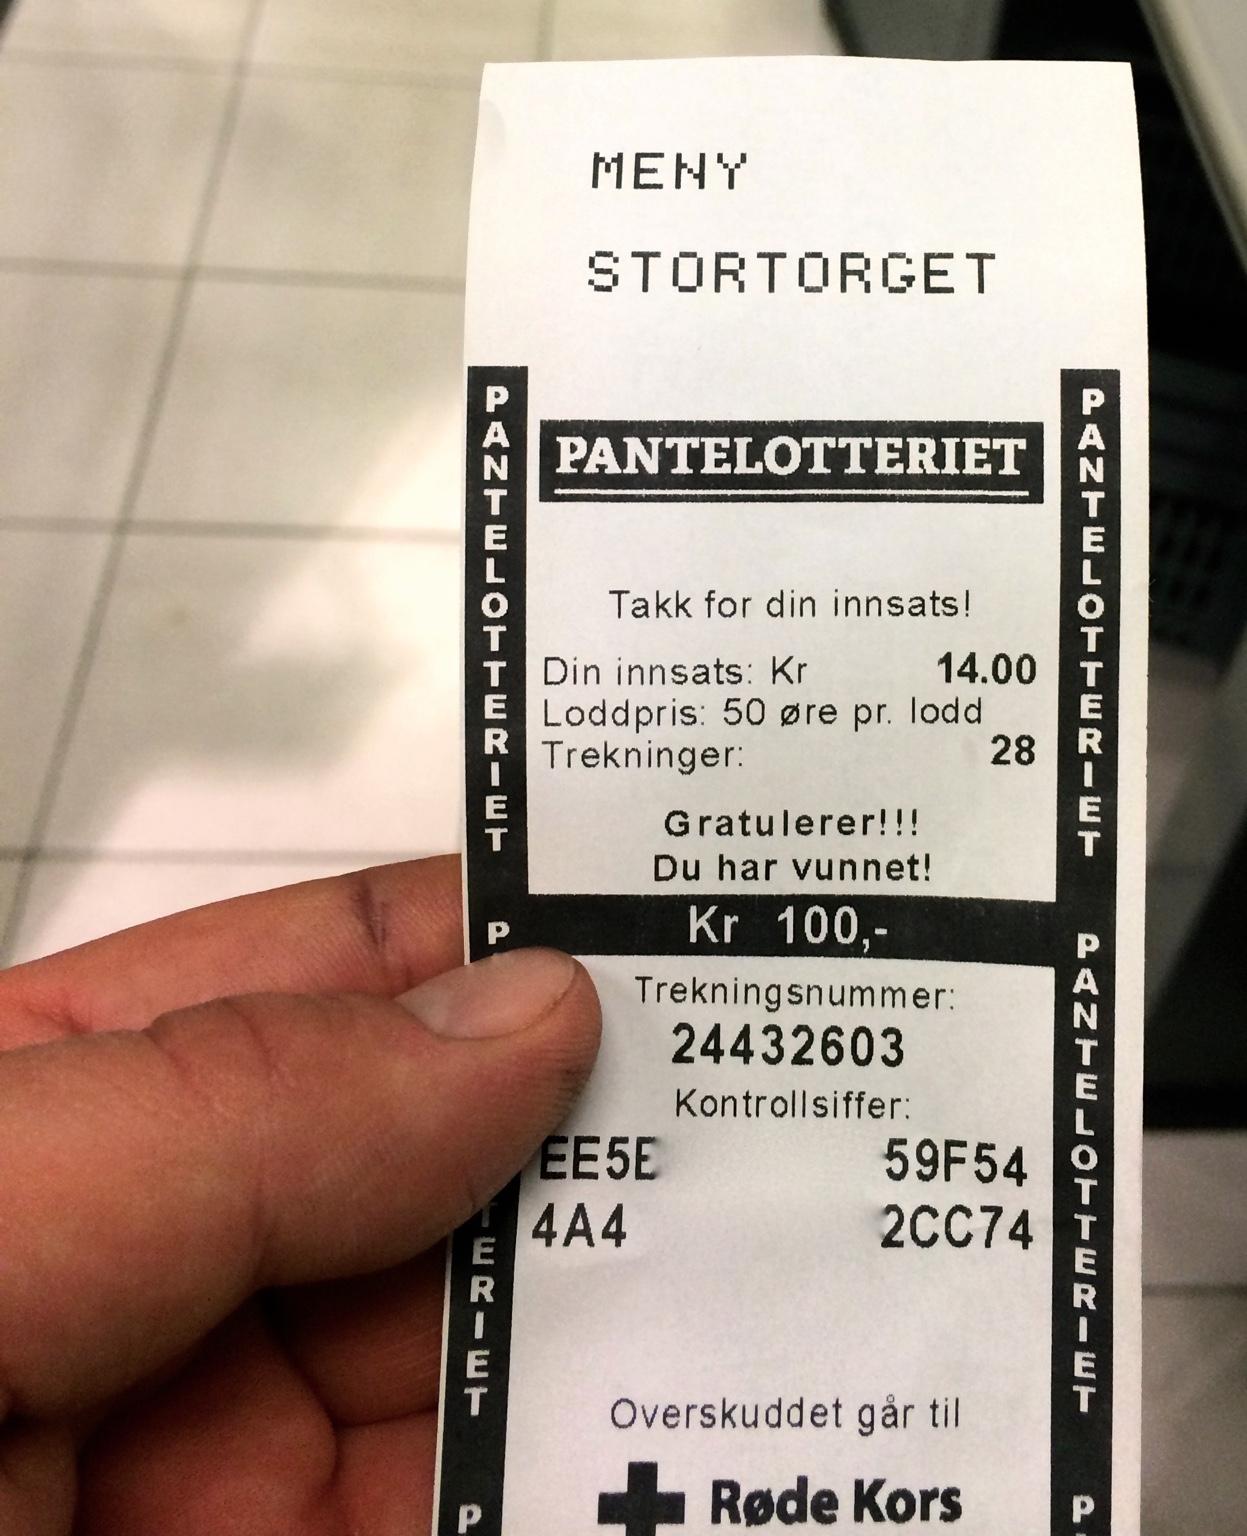 MENY
STORTORGET
PANTELOTTERIET
PANTELOTTERIET
PANTELOTTERIET
Takk for din innsats!
Din innsats: Kr 14.00
Loddpris: 50 øre pr. lodd
Trekninger: 28
Gratulerer!!!
Du har vunnet!
Kr 100,-
Trekningsnummer:
24432603
Kontrollsiffer:
EE5E 59F54
4A4 2CC74
PANTELOTTERIET
Overskuddet går til
Røde Kors